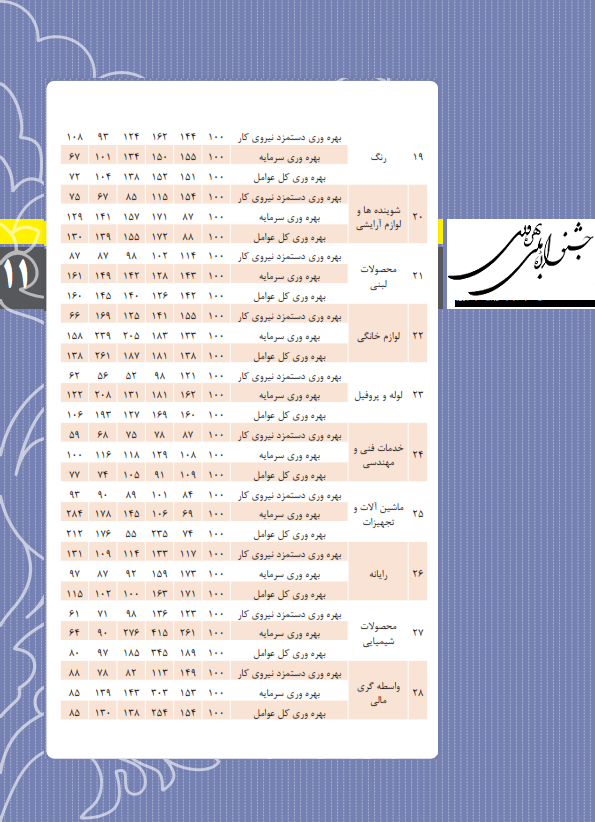 ۱۹ رنگ بهره وری دستمزد نیروی کار ۱۰۰ ۱۴۴ ۱۶۲ ۱۲۴ ۹۳ ۱۰۸
بهره وری سرمایه ۱۰۰ ۱۵۵ ۱۵۰ ۱۳۴ ۱۰۱ ۶۷
بهره وری کل عوامل ۱۰۰ ۱۵۱ ۱۵۲ ۱۳۸ ۱۰۴ ۷۲
۲۰ شوینده ها و لوازم آرایشی بهره وری دستمزد نیروی کار ۱۰۰ ۱۵۴ ۱۱۵ ۸۵ ۶۷ ۷۵
بهره وری سرمایه ۱۰۰ ۸۷ ۱۷۱ ۱۵۷ ۱۴۱ ۱۲۹
بهره وری کل عوامل ۱۰۰ ۸۸ ۱۷۲ ۱۵۵ ۱۳۹ ۱۳۰
۲۱ محصولات لبنی بهره وری دستمزد نیروی کار ۱۰۰ ۱۱۴ ۱۰۲ ۹۸ ۸۷ ۸۷
بهره وری سرمایه ۱۰۰ ۱۴۳ ۱۲۸ ۱۴۲ ۱۴۹ ۱۶۱
بهره وری کل عوامل ۱۰۰ ۱۴۲ ۱۲۶ ۱۴۰ ۱۴۵ ۱۶۰
۲۲ لوازم خانگی بهره وری دستمزد نیروی کار ۱۰۰ ۱۵۵ ۱۴۱ ۱۲۵ ۱۶۹ ۶۶
بهره وری سرمایه ۱۰۰ ۱۳۳ ۱۸۳ ۲۰۵ ۲۳۹ ۱۵۸
بهره وری کل عوامل ۱۰۰ ۱۳۸ ۱۸۱ ۱۸۷ ۲۶۱ ۱۳۸
۲۳ لوله و پروفیل بهره وری دستمزد نیروی کار ۱۰۰ ۱۲۱ ۹۸ ۵۲ ۵۶ ۶۲
بهره وری سرمایه ۱۰۰ ۱۶۲ ۱۸۱ ۱۳۱ ۲۰۸ ۱۲۲
بهره وری کل عوامل ۱۰۰ ۱۶۰ ۱۶۹ ۱۲۷ ۱۹۳ ۱۰۶
۲۴ خدمات فنی و مهندسی بهره وری دستمزد نیروی کار ۱۰۰ ۸۷ ۷۸ ۷۵ ۶۸ ۵۹
بهره وری سرمایه ۱۰۰ ۱۰۸ ۱۲۹ ۱۱۸ ۱۱۶ ۱۰۰
بهره وری کل عوامل ۱۰۰ ۱۰۹ ۹۱ ۱۰۵ ۷۴ ۷۷
۲۵ ماشین آلات و تجهیزات بهره وری دستمزد نیروی کار ۱۰۰ ۸۴ ۱۰۱ ۸۹ ۹۰ ۹۳
بهره وری سرمایه ۱۰۰ ۶۹ ۱۰۶ ۱۴۵ ۱۷۸ ۲۸۴
بهره وری کل عوامل ۱۰۰ ۷۴ ۲۳۵ ۵۵ ۱۷۶ ۲۱۲
۲۶ رایانه بهره وری دستمزد نیروی کار ۱۰۰ ۱۱۷ ۱۳۳ ۱۱۴ ۱۰۹ ۱۳۱
بهره وری سرمایه ۱۰۰ ۱۷۳ ۱۵۹ ۹۲ ۸۷ ۹۷
بهره وری کل عوامل ۱۰۰ ۱۷۱ ۱۶۳ ۱۰۰ ۱۰۲ ۱۱۵
۲۷ محصولات شیمیایی بهره وری دستمزد نیروی کار ۱۰۰ ۱۲۳ ۱۳۶ ۹۸ ۷۱ ۶۱
بهره وری سرمایه ۱۰۰ ۲۶۱ ۴۱۵ ۲۷۶ ۹۰ ۶۴
بهره وری کل عوامل ۱۰۰ ۱۸۹ ۳۴۵ ۱۸۵ ۹۷ ۸۰
۲۸ واسطه گری مالی بهره وری دستمزد نیروی کار ۱۰۰ ۱۴۹ ۱۱۳ ۸۲ ۷۸ ۸۸
بهره وری سرمایه ۱۰۰ ۱۵۳ ۳۰۳ ۱۴۳ ۱۳۹ ۸۵
بهره وری کل عوامل ۱۰۰ ۱۵۴ ۲۵۴ ۱۳۸ ۱۳۰ ۸۵
جشنواره ملی بهره وری
۱۱